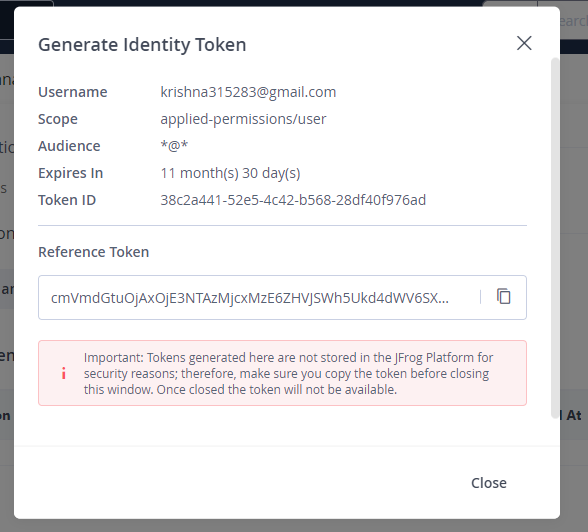 earc
Generate Identity Token
Username krishna315283@gmail.com
Scope applied-permissions/user
Audience *@*
Expires In 11 month(s) 30 day(s)
Token ID 38c2a441-52e5-4c42-b568-28df40f976ad
Reference Token
cmVmdGtuOjAxOjE3NTAzMjcxMzE6ZHVJSWh5Ukd4dWV6SX...
Important: Tokens generated here are not stored in the JFrog Platform for
security reasons; therefore, make sure you copy the token before closing
this window. Once closed the token will not be available.
At
Close